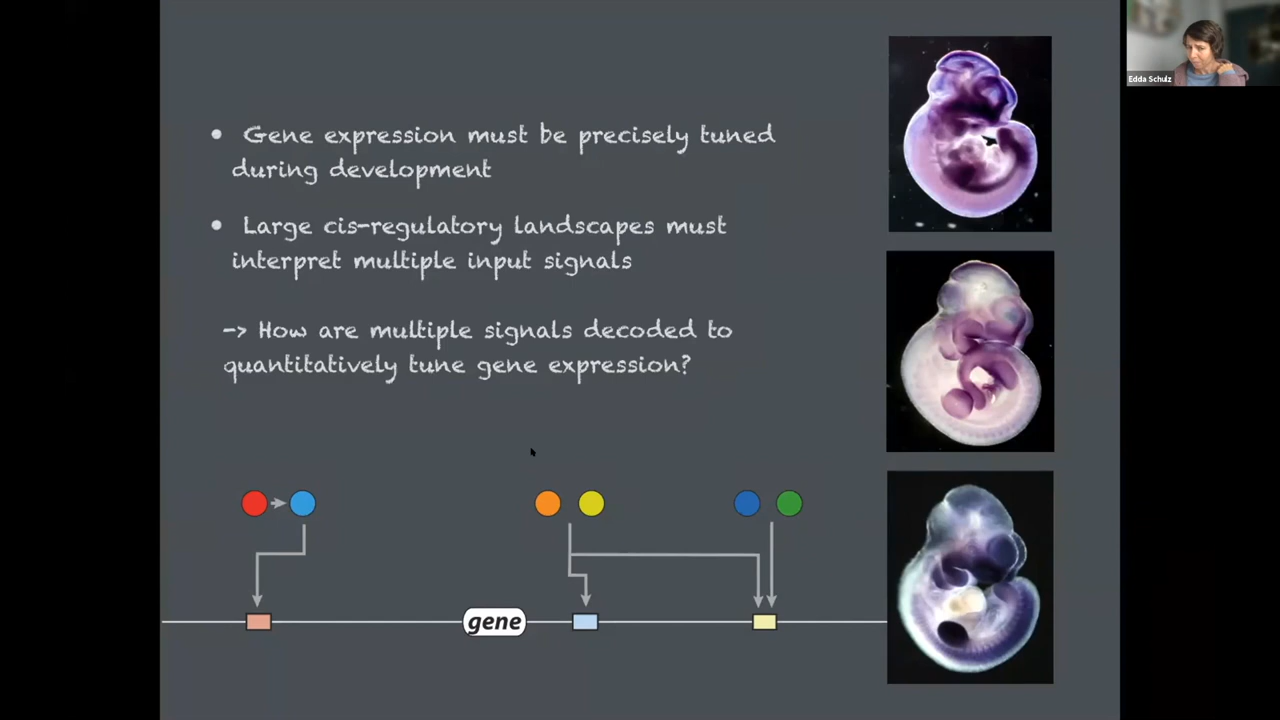 • Gene expression must be precisely tuned
during development
• Large cis-regulatory landscapes must
interpret multiple input signals
-> How are multiple signals decoded to
quantitatively tune gene expression?
gene
Edda Schulz